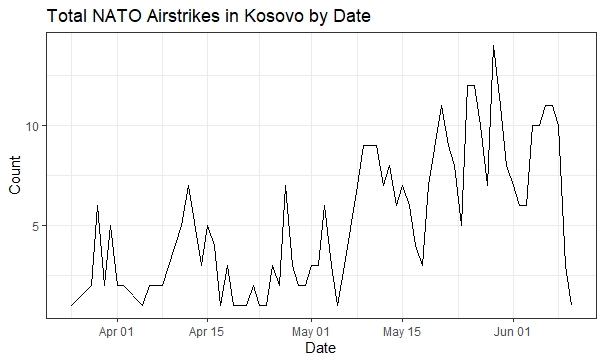 Total NATO Airstrikes in Kosovo by Date
10
5
Count
Apr 01 Apr 15 May 01 May 15 Jun 01
Date